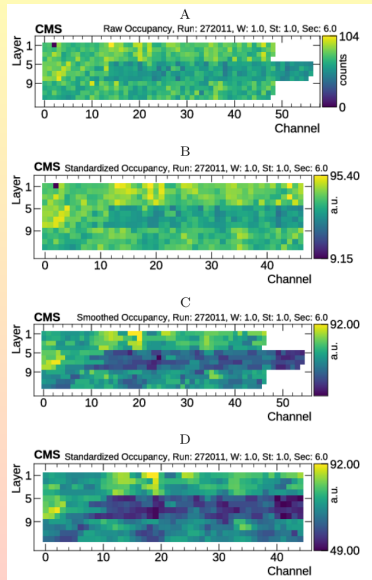 A
CMS Raw Occupancy, Run: 272011, W: 1.0, St: 1.0, Sec: 6.0
Layer
1
5
9
104
counts
0
0 10 20 30 40 50
Channel
B
CMS Standardized Occupancy, Run: 272011, W: 1.0, St: 1.0, Sec: 6.0
Layer
1
5
9
95.40
a.u.
9.15
0 10 20 30 40
Channel
C
CMS Smoothed Occupancy, Run: 272011, W: 1.0, St: 1.0, Sec: 6.0
Layer
1
5
9
92.00
a.u.
49.00
0 10 20 30 40 50
Channel
D
CMS Standardized Occupancy, Run: 272011, W: 1.0, St: 1.0, Sec: 6.0
Layer
1
5
9
92.00
a.u.
49.00
0 10 20 30 40
Channel